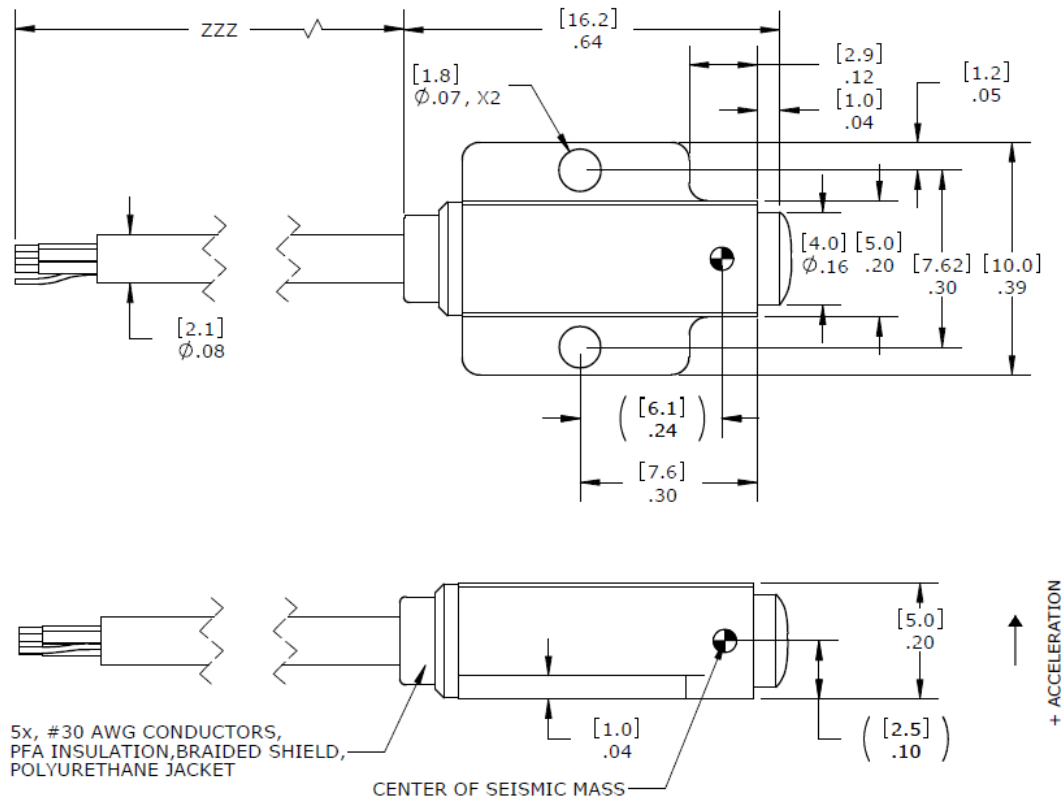 ZZZ
[16.2]
.64
[2.9]
.12
[1.2]
.05
[1.8]
Ø.07, X2
[1.0]
.04
[4.0]
Ø.16
[5.0]
.20
[7.62]
.30
[10.0]
.39
[2.1]
Ø.08
( [6.1] )
.24
[7.6]
.30
[5.0]
.20
+ ACCELERATION
[1.0]
.04
( [2.5] )
.10
5x, #30 AWG CONDUCTORS,
PFA INSULATION,BRAIDED SHIELD,
POLYURETHANE JACKET
CENTER OF SEISMIC MASS